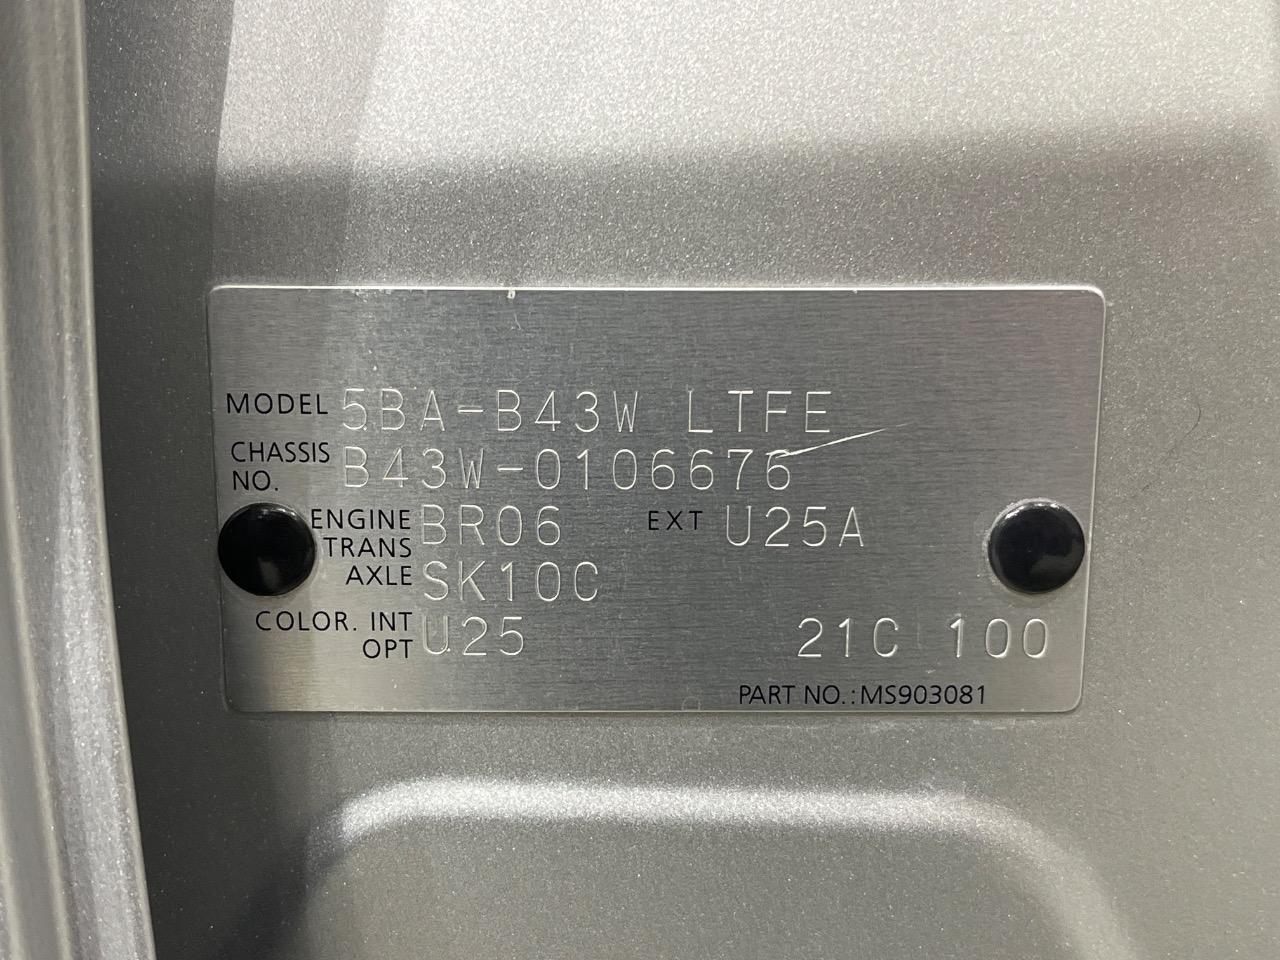 MODEL 5BA-B43W LTFE
CHASSIS NO. B43W-0106676
ENGINE BR06 EXT U25A
TRANS AXLE SK10C
COLOR. INT OPT U25 21C 100
PART NO.:MS903081